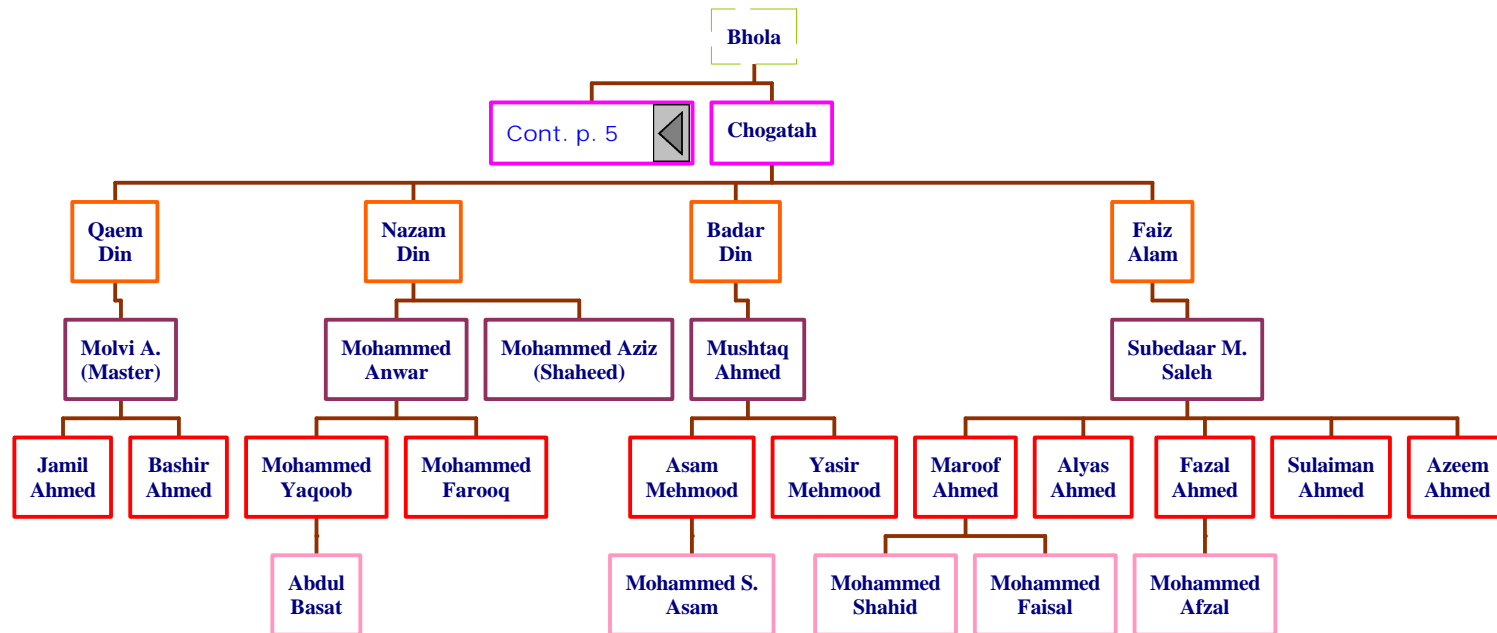 Bhola
Cont. p. 5
Chogatah
Qaem
Din
Nazam
Din
Badar
Din
Faiz
Alam
Molvi A.
(Master)
Mohammed
Anwar
Mohammed Aziz
(Shaheed)
Mushtaq
Ahmed
Subedaar M.
Saleh
Jamil
Ahmed
Bashir
Ahmed
Mohammed
Yaqoob
Mohammed
Farooq
Asam
Mehmood
Yasir
Mehmood
Maroof
Ahmed
Alyas
Ahmed
Fazal
Ahmed
Sulaiman
Ahmed
Azeem
Ahmed
Abdul
Basat
Mohammed S.
Asam
Mohammed
Shahid
Mohammed
Faisal
Mohammed
Afzal